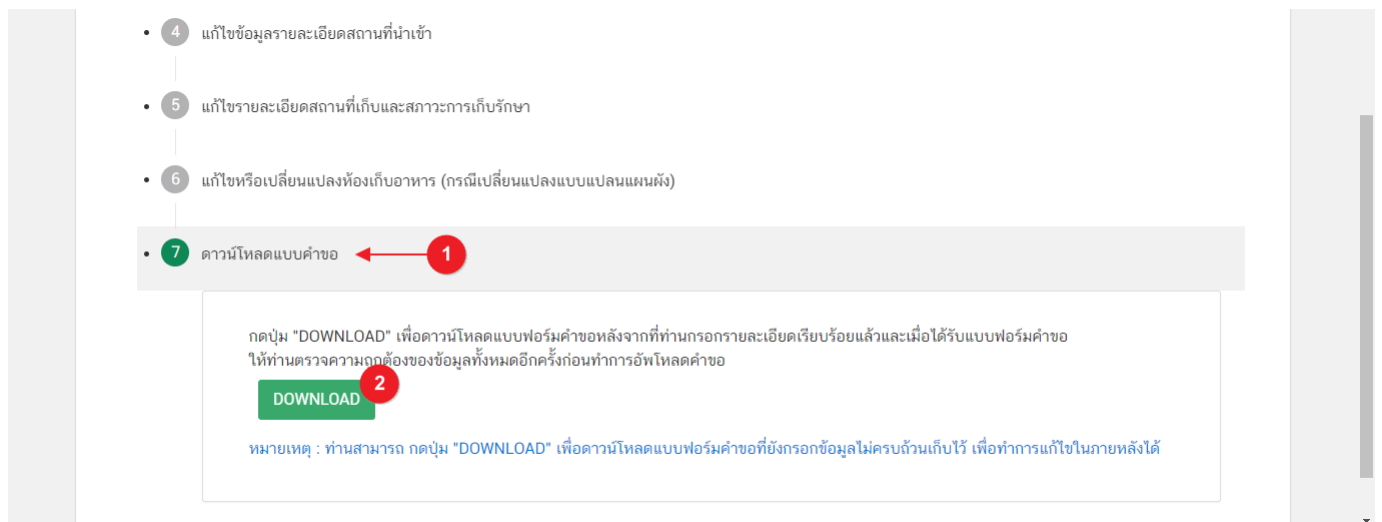 4 แก้ไขข้อมูลรายละเอียดสถานที่นำเข้า
5 แก้ไขรายละเอียดสถานที่เก็บและสภาวะการเก็บรักษา
6 แก้ไขหรือเปลี่ยนแปลงห้องเก็บอาหาร (กรณีเปลี่ยนแปลงแบบแปลนแผนผัง)
7 ดาวน์โหลดแบบคำขอ 1
กดปุ่ม "DOWNLOAD" เพื่อดาวน์โหลดแบบฟอร์มคำขอหลังจากที่ท่านกรอกรายละเอียดเรียบร้อยแล้วและเมื่อได้รับแบบฟอร์มคำขอ
ให้ท่านตรวจความถูกต้องของข้อมูลทั้งหมดอีกครั้งก่อนทำการอัพโหลดคำขอ
DOWNLOAD 2
หมายเหตุ : ท่านสามารถ กดปุ่ม "DOWNLOAD" เพื่อดาวน์โหลดแบบฟอร์มคำขอที่ยังกรอกข้อมูลไม่ครบถ้วนเก็บไว้ เพื่อทำการแก้ไขในภายหลังได้